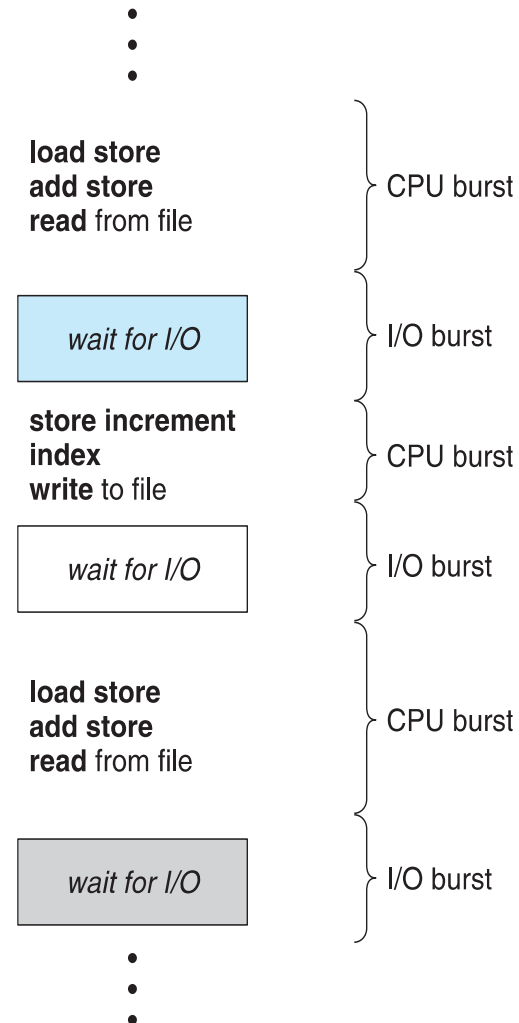 load store
add store
read from file
CPU burst
wait for I/O
I/O burst
store increment
index
write to file
CPU burst
wait for I/O
I/O burst
load store
add store
read from file
CPU burst
wait for I/O
I/O burst